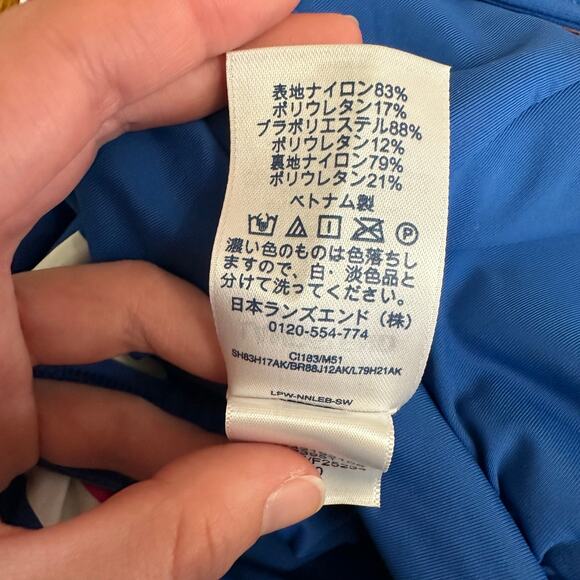 表地ナイロン83%
ポリウレタン17%
ブラポリエステル88%
ポリウレタン12%
裏地ナイロン79%
ポリウレタン21%
ベトナム製
P
濃い色のものは色落ちし
ますので、白・淡色品と
分けて洗ってください。
日本ランズエンド（株）
0120-554-774
CI183/M51
SH83H17AK/BR88J12AK/L79H21AK
LPW-NNLEB-SW